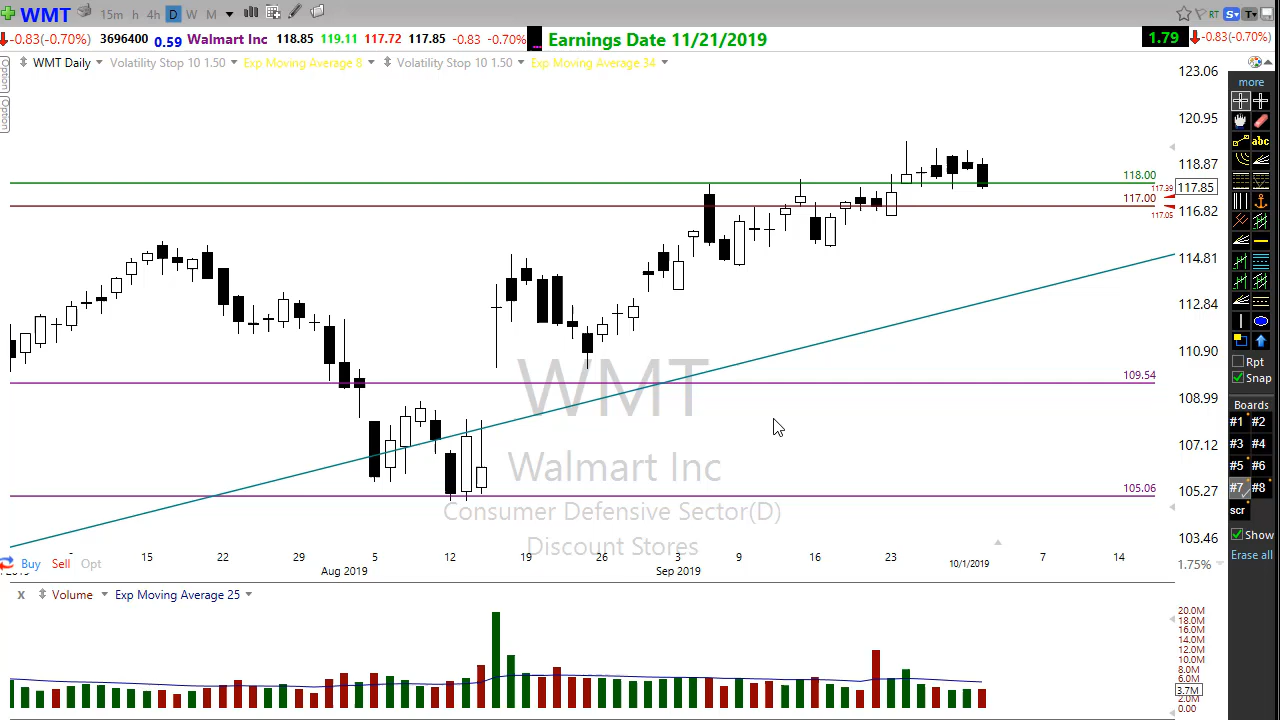 WMT 15m h 4h D W M RT S T
-0.83(-0.70%) 3696400 0.59 Walmart Inc 118.85 119.11 117.72 117.85 -0.83 -0.70% ... Earnings Date 11/21/2019 1.79 -0.83(-0.70%)
Option
Option
WMT Daily Volatility Stop 10 1.50 Exp Moving Average 8 Volatility Stop 10 1.50 Exp Moving Average 34
123.06
120.95
118.87
118.00
117.39
117.85
117.00
116.82
117.05
114.81
112.84
110.90
109.54
108.99
107.12
105.06
105.27
103.46
WMT
Walmart Inc
Consumer Defensive Sector(D)
Discount Stores
15 22 29 5 12 19 26 3 9 16 23 10/1/2019 7 14
Aug 2019 Sep 2019
Buy Sell Opt
1.75%
X Volume Exp Moving Average 25
20.0M
18.0M
16.0M
14.0M
12.0M
10.0M
8.0M
6.0M
3.7M
2.0M
0.00
more
abc
Rpt
Snap
Boards
#1 #2
#3 #4
#5 #6
#7 #8
scr
Show
Erase all